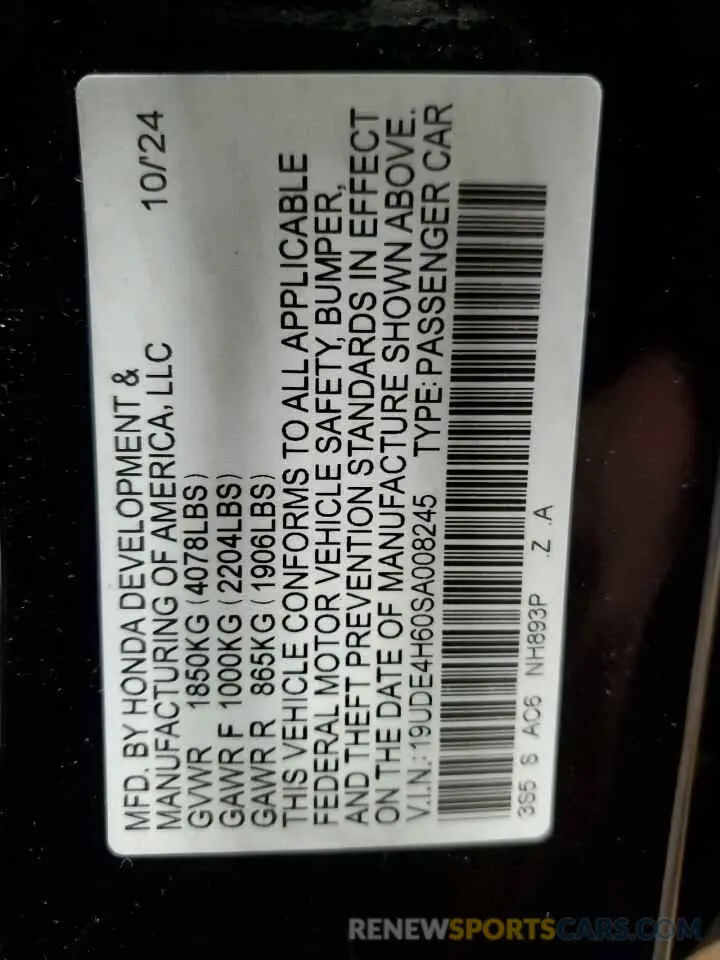 MFD. BY HONDA DEVELOPMENT &
MANUFACTURING OF AMERICA, LLC 10/'24
GVWR 1850KG (4078LBS)
GAWR F 1000KG (2204LBS)
GAWR R 865KG (1906LBS)
THIS VEHICLE CONFORMS TO ALL APPLICABLE
FEDERAL MOTOR VEHICLE SAFETY, BUMPER,
AND THEFT PREVENTION STANDARDS IN EFFECT
ON THE DATE OF MANUFACTURE SHOWN ABOVE.
V.I.N.: 19UDE4H60SA008245 TYPE: PASSENGER CAR
3S5 S AC6 NH893P .Z .A
RENEWSPORTSCARS.COM